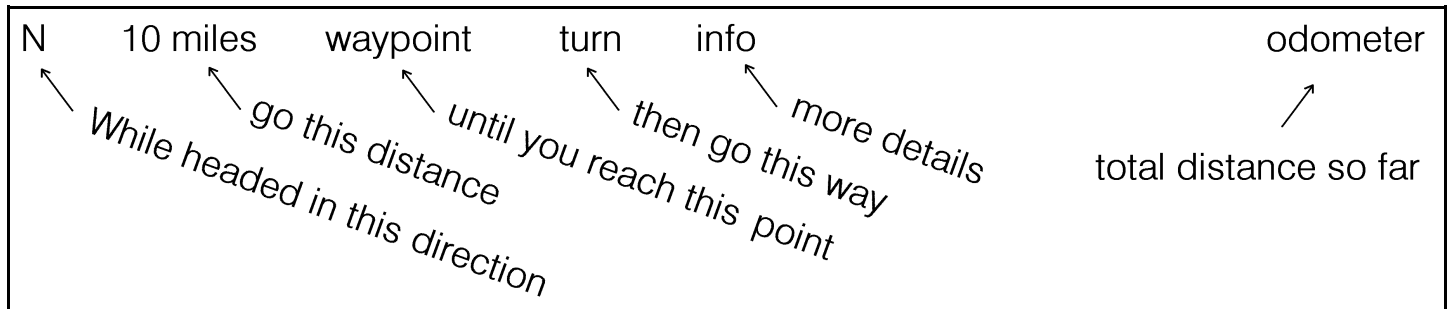 N 10 miles waypoint turn info odometer
While headed in this direction
go this distance
until you reach this point
then go this way
more details
total distance so far